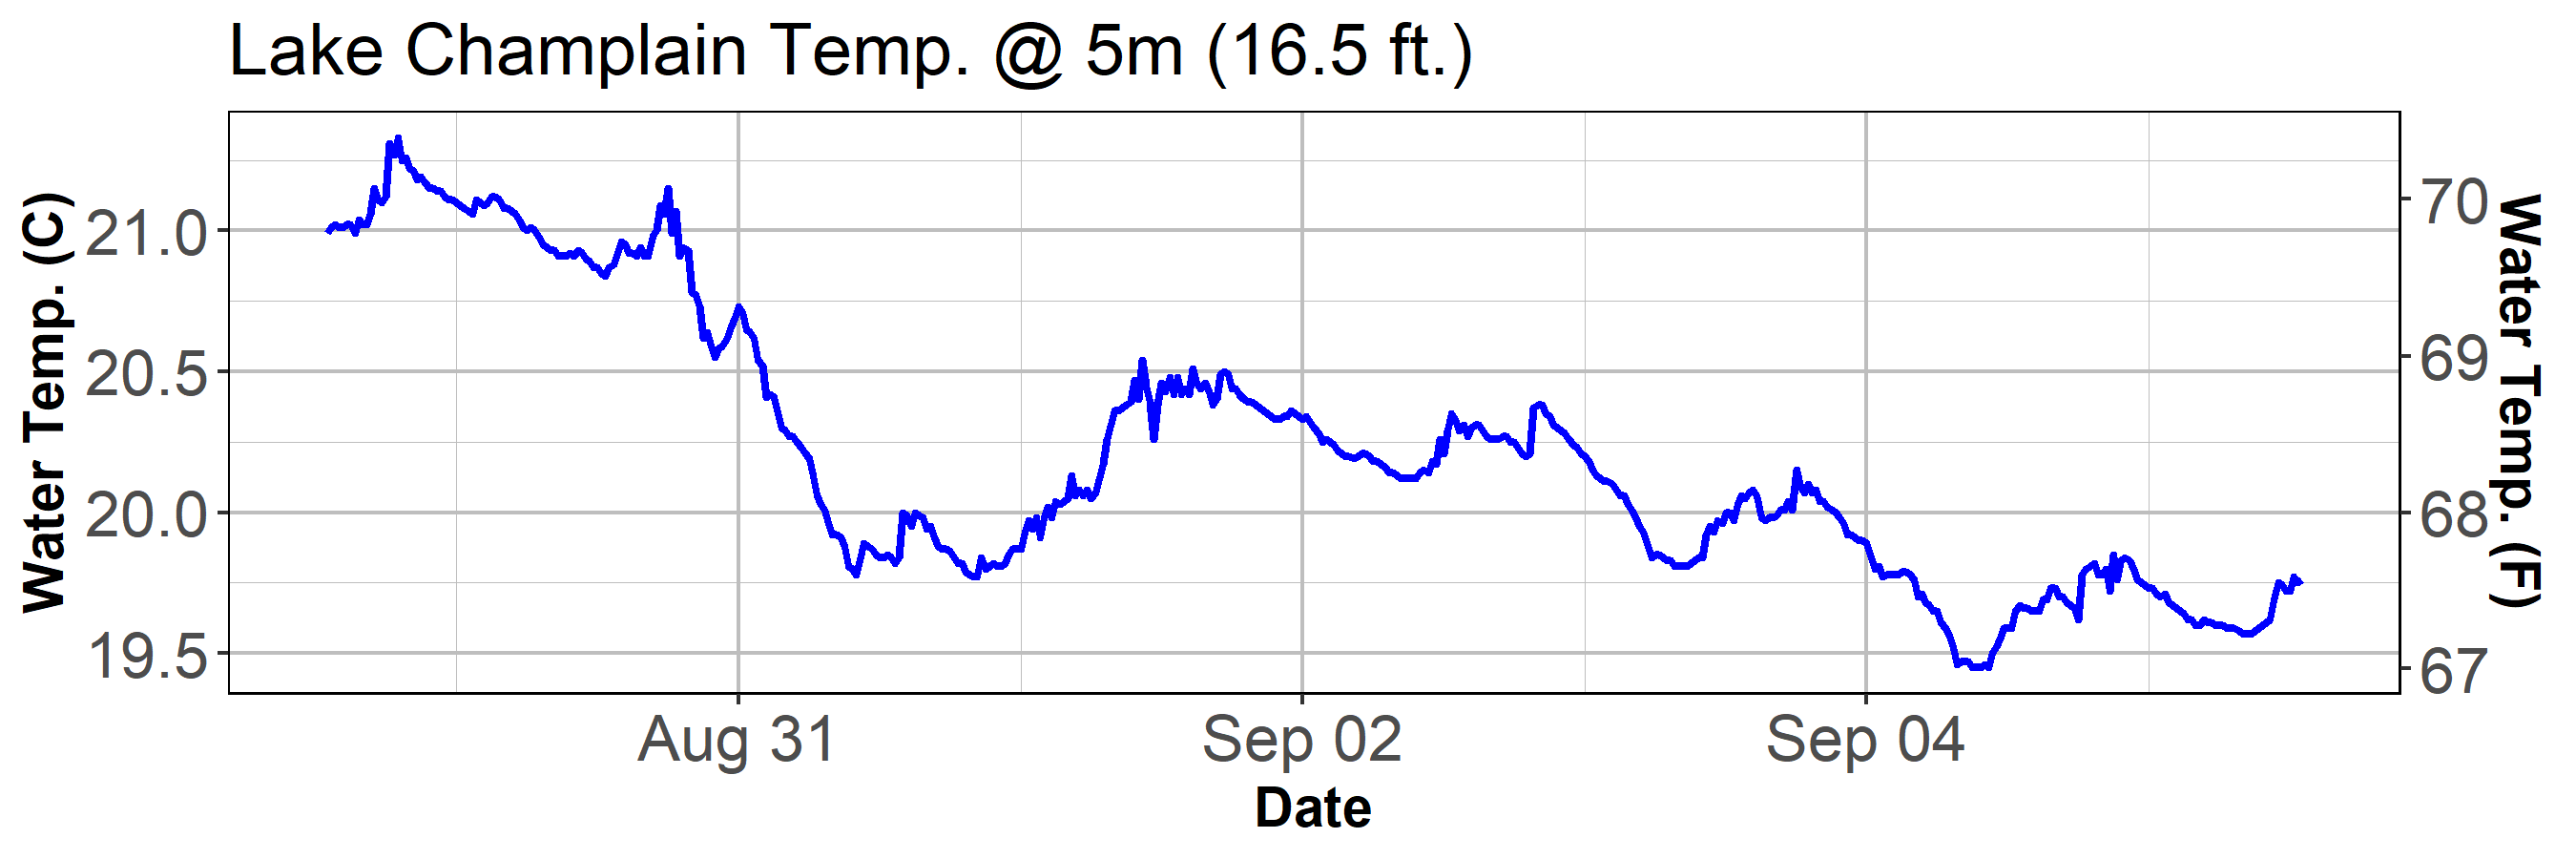 Lake Champlain Temp. @ 5m (16.5 ft.)
Water Temp. (C)
21.0
20.5
20.0
19.5
70
69
68
67
Water Temp. (F)
Aug 31
Sep 02
Sep 04
Date